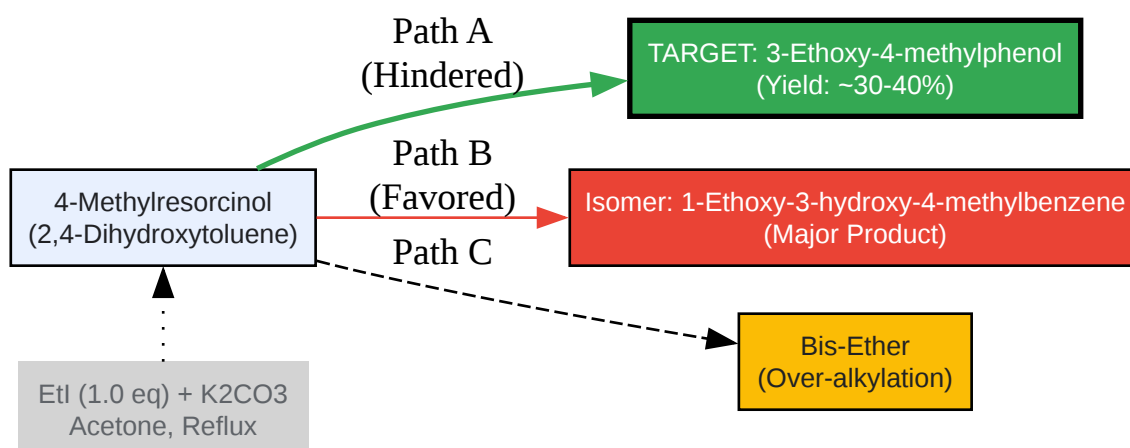 Path A
(Hindered)
TARGET: 3-Ethoxy-4-methylphenol
(Yield: ~30-40%)
Path B
(Favored)
4-Methylresorcinol
(2,4-Dihydroxytoluene)
Isomer: 1-Ethoxy-3-hydroxy-4-methylbenzene
(Major Product)
Path C
Bis-Ether
(Over-alkylation)
EtI (1.0 eq) + K2CO3
Acetone, Reflux